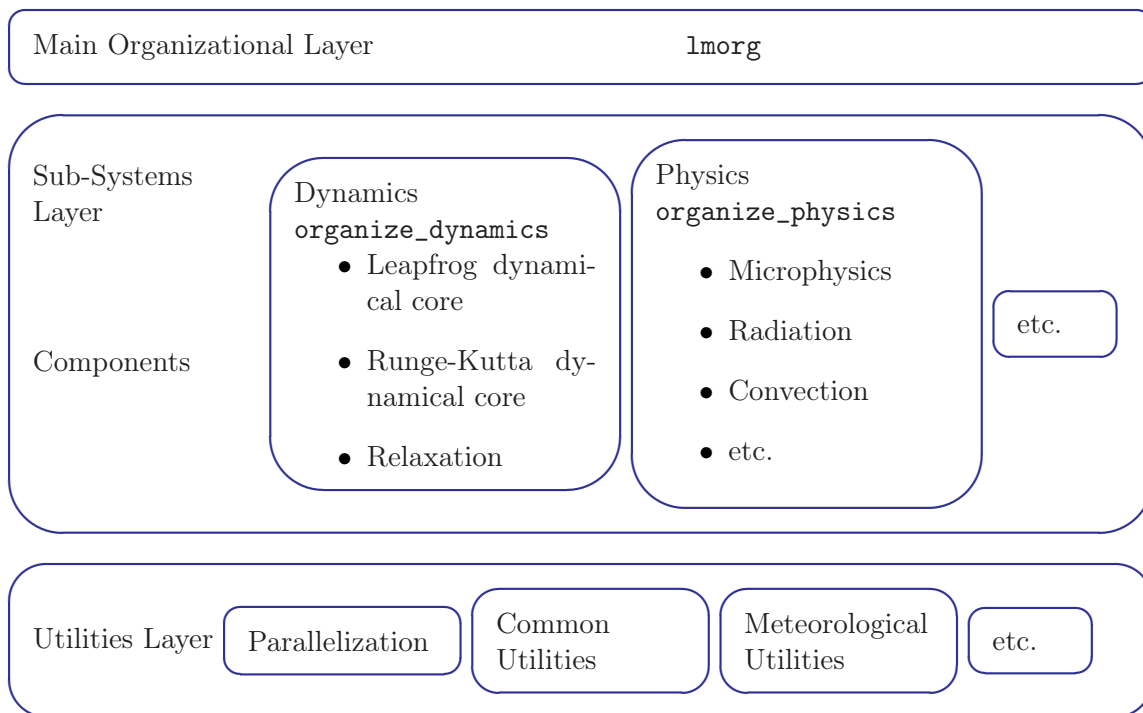 Main Organizational Layer lmorg
Sub-Systems
Layer
Components
Dynamics
organize_dynamics
• Leapfrog dynami-
cal core
• Runge-Kutta dy-
namical core
• Relaxation
Physics
organize_physics
• Microphysics
• Radiation
• Convection
• etc.
etc.
Utilities Layer
Parallelization
Common
Utilities
Meteorological
Utilities
etc.